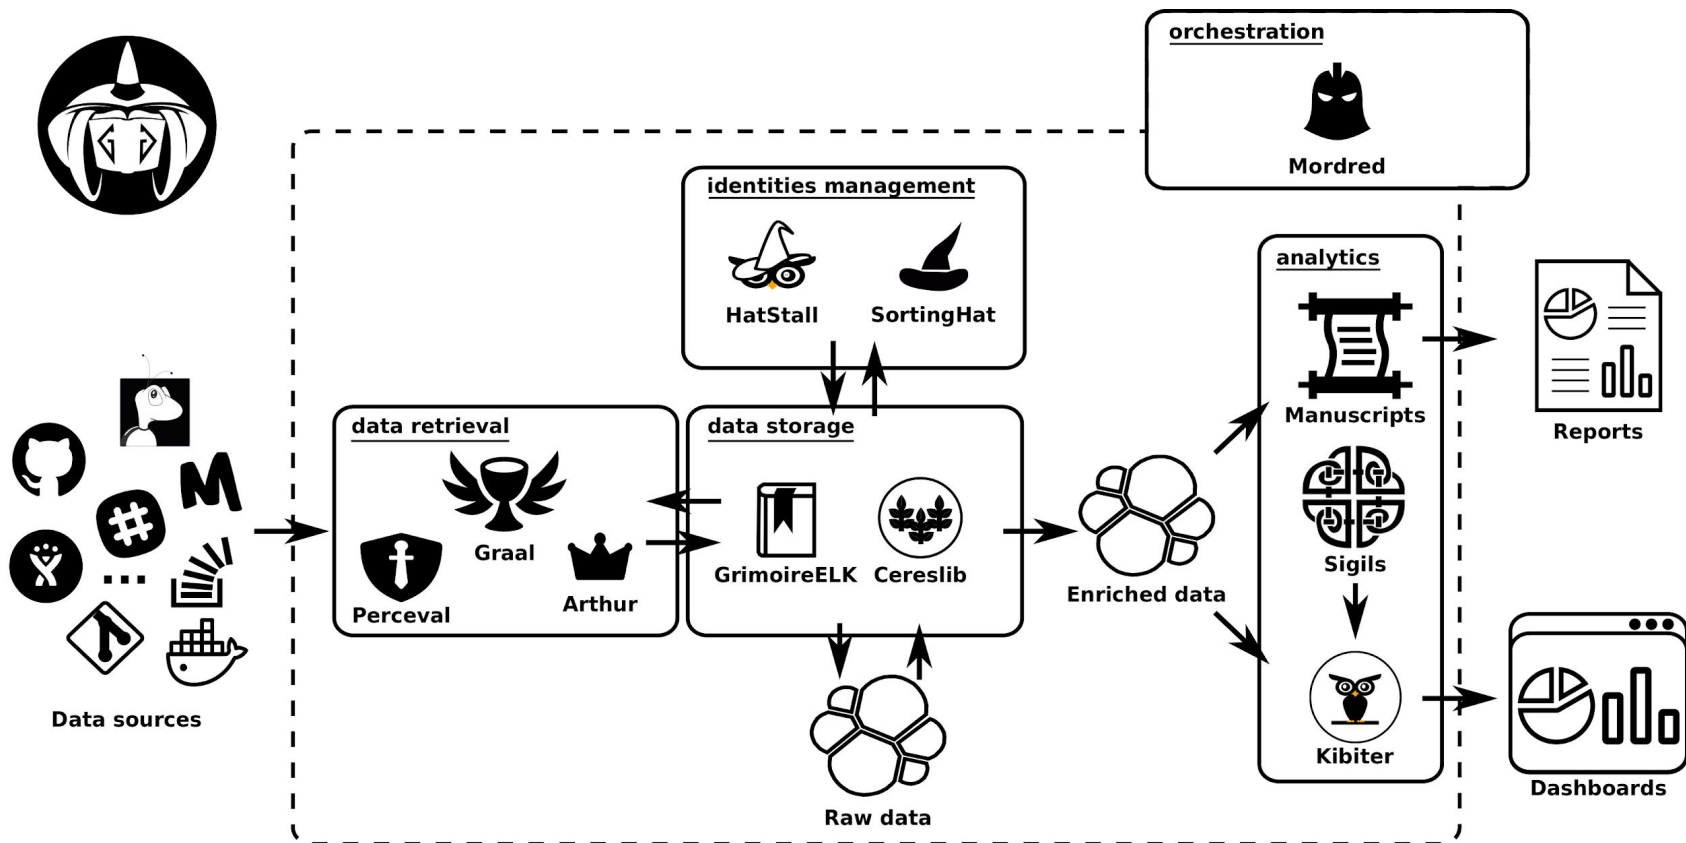 orchestration
Mordred
identities management
HatStall
SortingHat
analytics
Manuscripts
Reports
data retrieval
data storage
Graal
Perceval
Arthur
GrimoireELK
Cereslib
Enriched data
Sigils
...
Data sources
Kibiter
Raw data
Dashboards